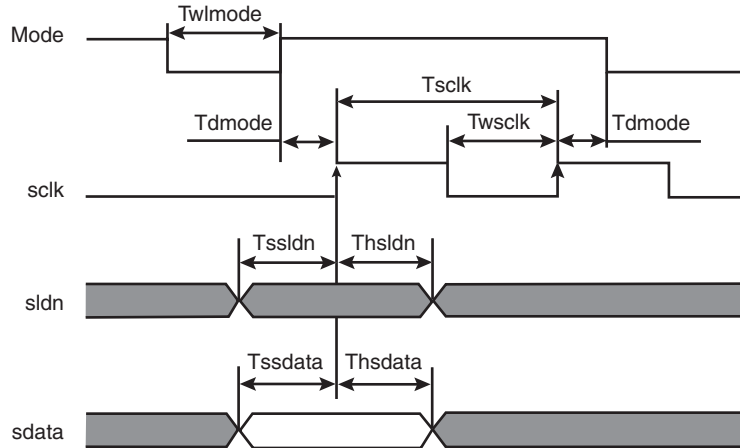 Twlmode
Mode
Tsclk
Tdmode
Twsclk
Tdmode
sclk
Tssldn
Thsldn
sldn
Tssdata
Thsdata
sdata